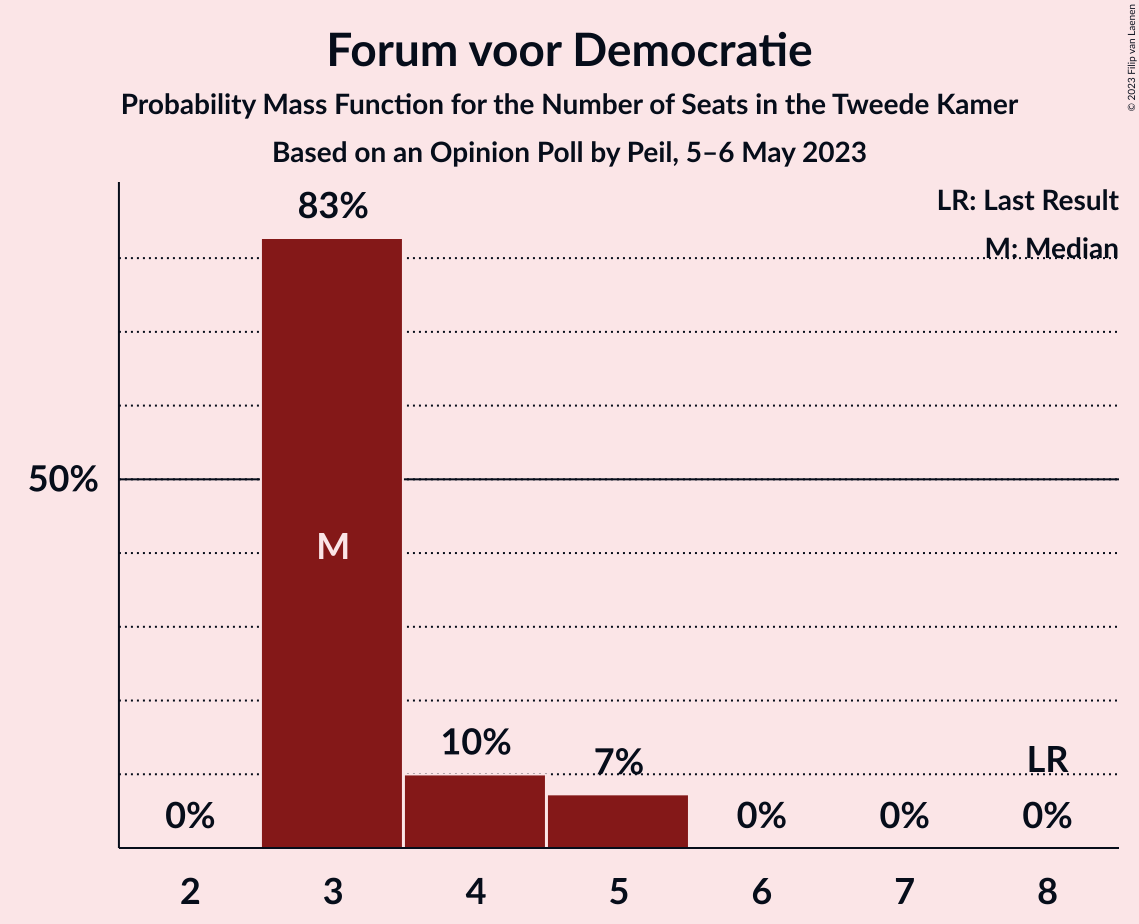 Forum voor Democratie
Probability Mass Function for the Number of Seats in the Tweede Kamer
Based on an Opinion Poll by Peil, 5–6 May 2023
© 2023 Filip van Laenen
LR: Last Result
M: Median
83%
50%
M
10%
7%
LR
0%
0%
0%
0%
2
3
4
5
6
7
8